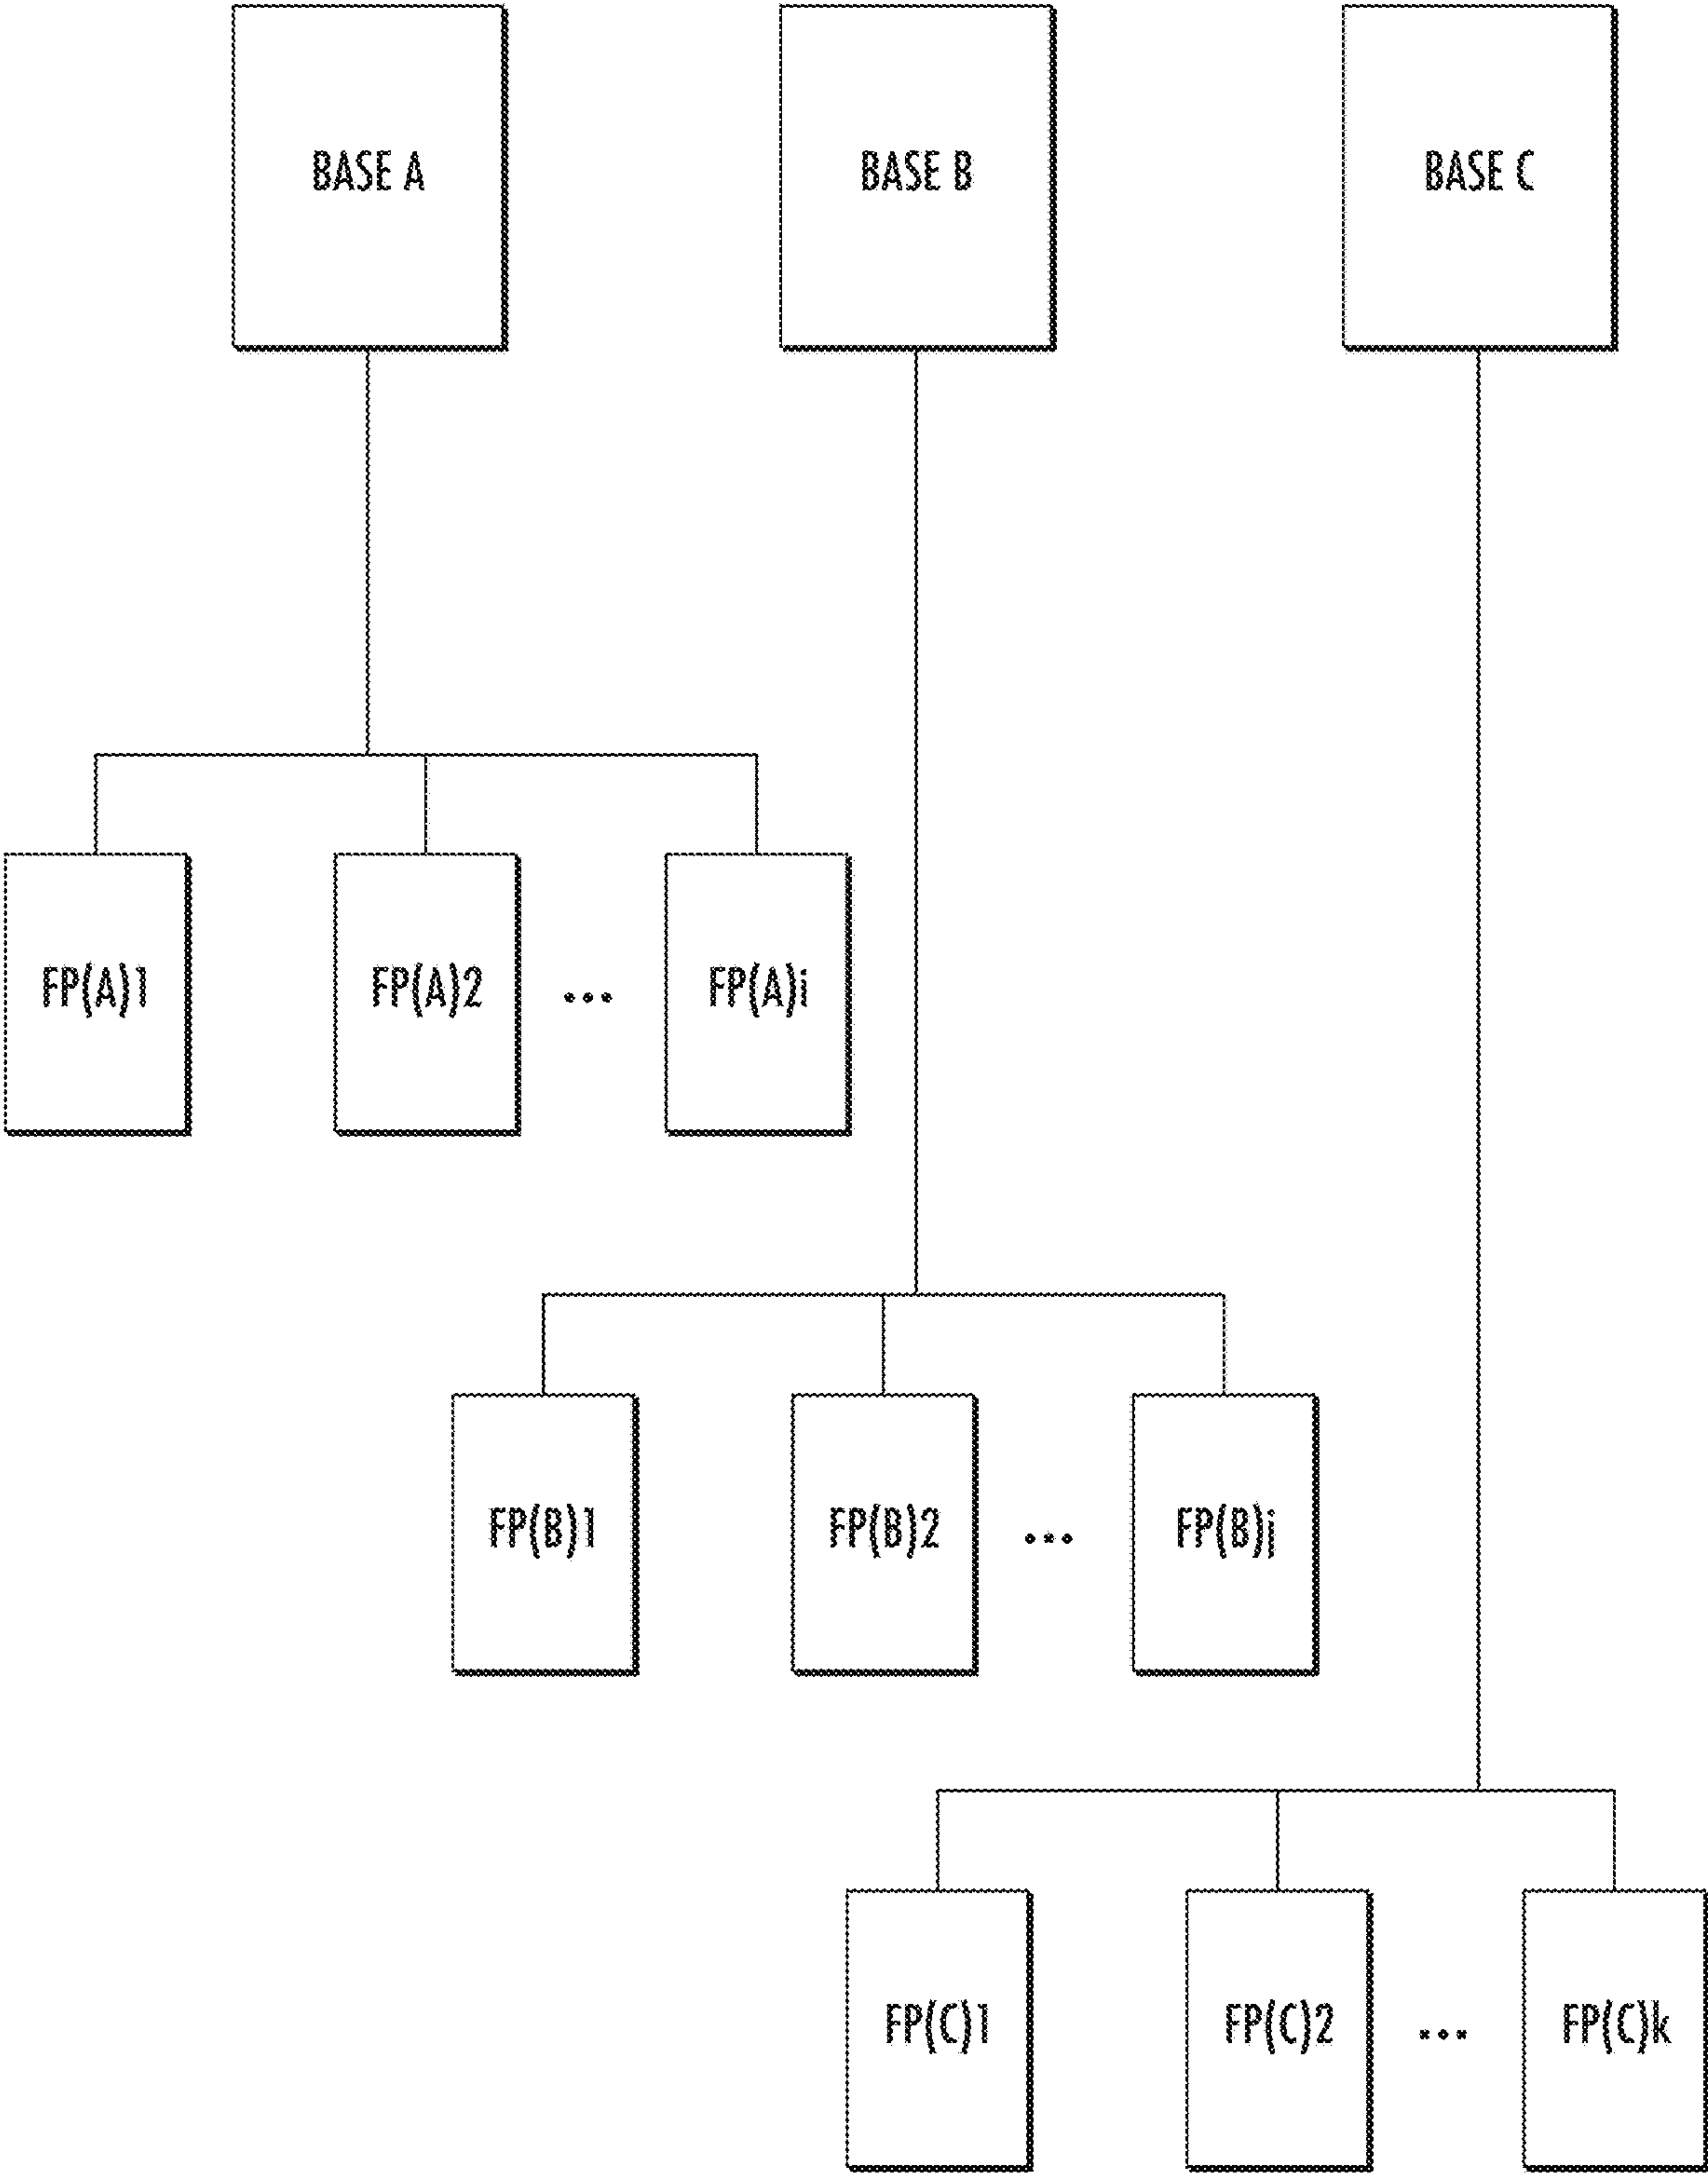 BASE A
BASE B
BASE C
FP(A)1
FP(A)2
...
FP(A)i
FP(B)1
FP(B)2
...
FP(B)j
FP(C)1
FP(C)2
...
FP(C)k